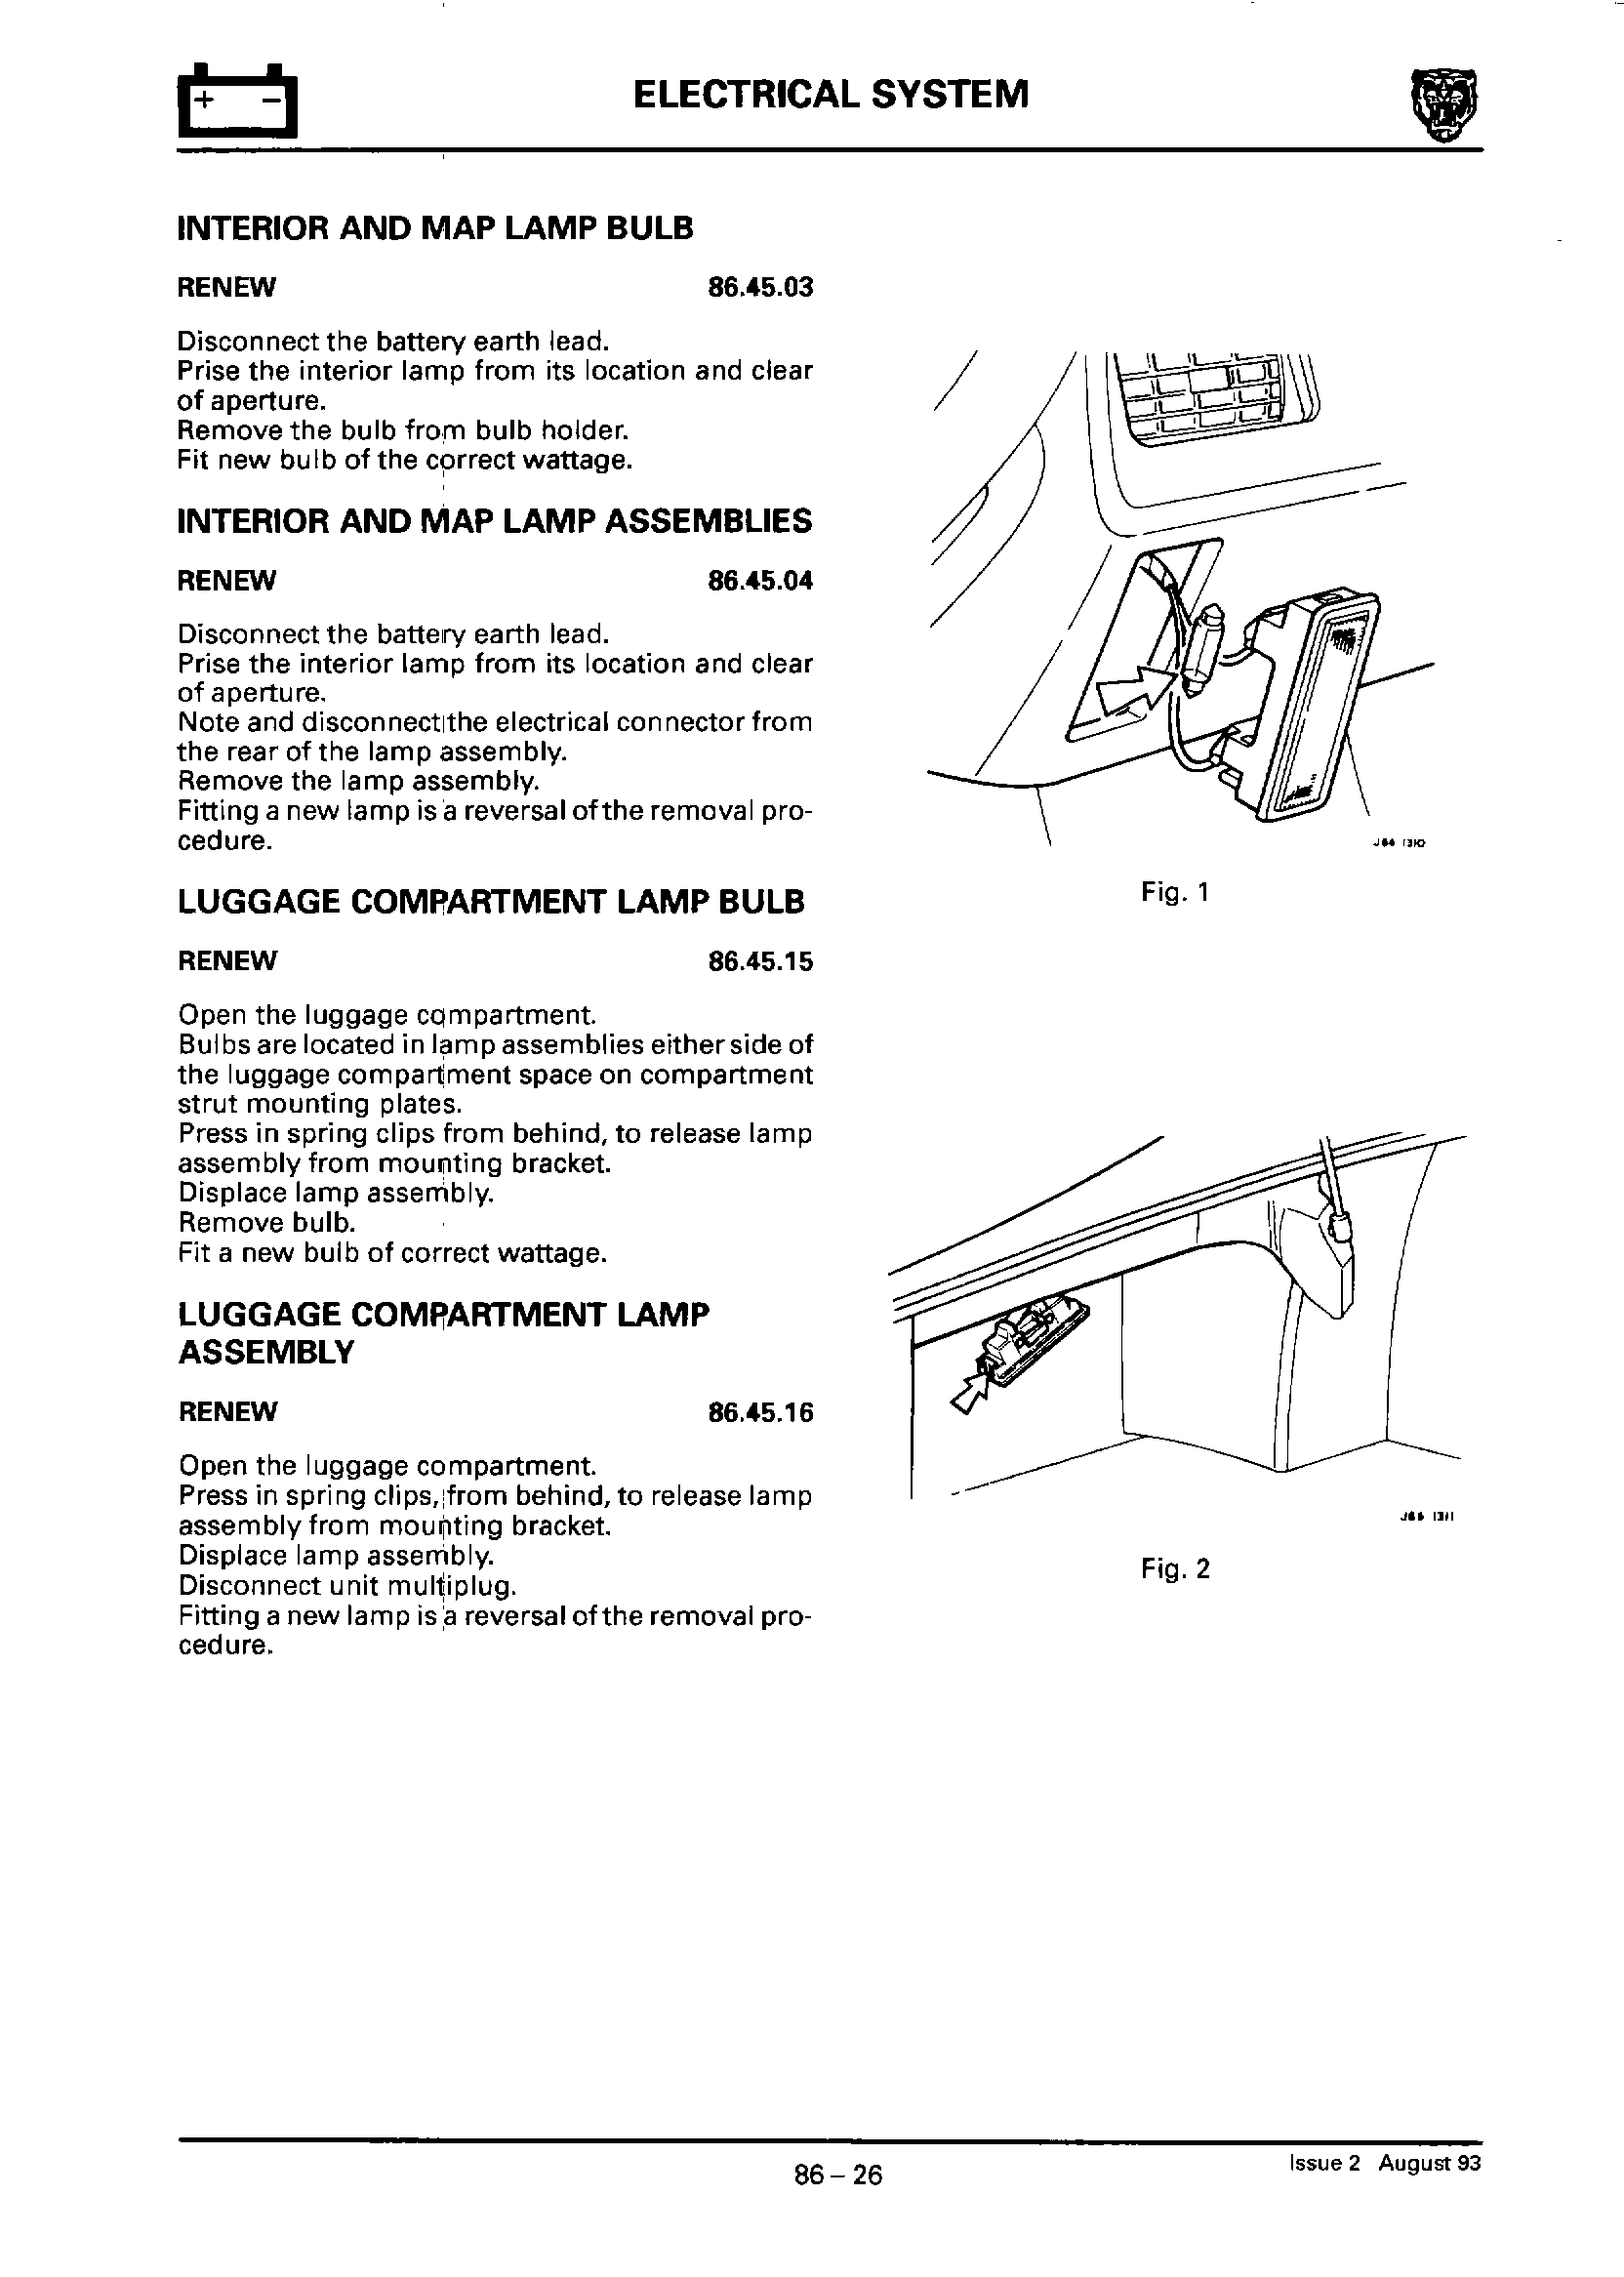 ELECTRICAL SYSTEM
INTERIOR AND MAP LAMP BULB
RENEW 86.45.03
Disconnect the battery earth lead.
Prise the interior lamp from its location and clear
of aperture.
Remove the bulb from bulb holder.
Fit new bulb of the correct wattage.
INTERIOR AND MAP LAMP ASSEMBLIES
RENEW 86.45.04
Disconnect the battery earth lead.
Prise the interior lamp from its location and clear
of aperture.
Note and disconnect the electrical connector from
the rear of the lamp assembly.
Remove the lamp assembly.
Fitting a new lamp is a reversal of the removal pro-
cedure.
LUGGAGE COMPARTMENT LAMP BULB
RENEW 86.45.15
Open the luggage compartment.
Bulbs are located in lamp assemblies either side of
the luggage compartment space on compartment
strut mounting plates.
Press in spring clips from behind, to release lamp
assembly from mounting bracket.
Displace lamp assembly.
Remove bulb.
Fit a new bulb of correct wattage.
LUGGAGE COMPARTMENT LAMP
ASSEMBLY
RENEW 86.45.16
Open the luggage compartment.
Press in spring clips, from behind, to release lamp
assembly from mounting bracket.
Displace lamp assembly.
Disconnect unit multiplug.
Fitting a new lamp is a reversal of the removal pro-
cedure.
J86 1310
Fig. 1
J86 1311
Fig. 2
86 – 26
Issue 2 August 93